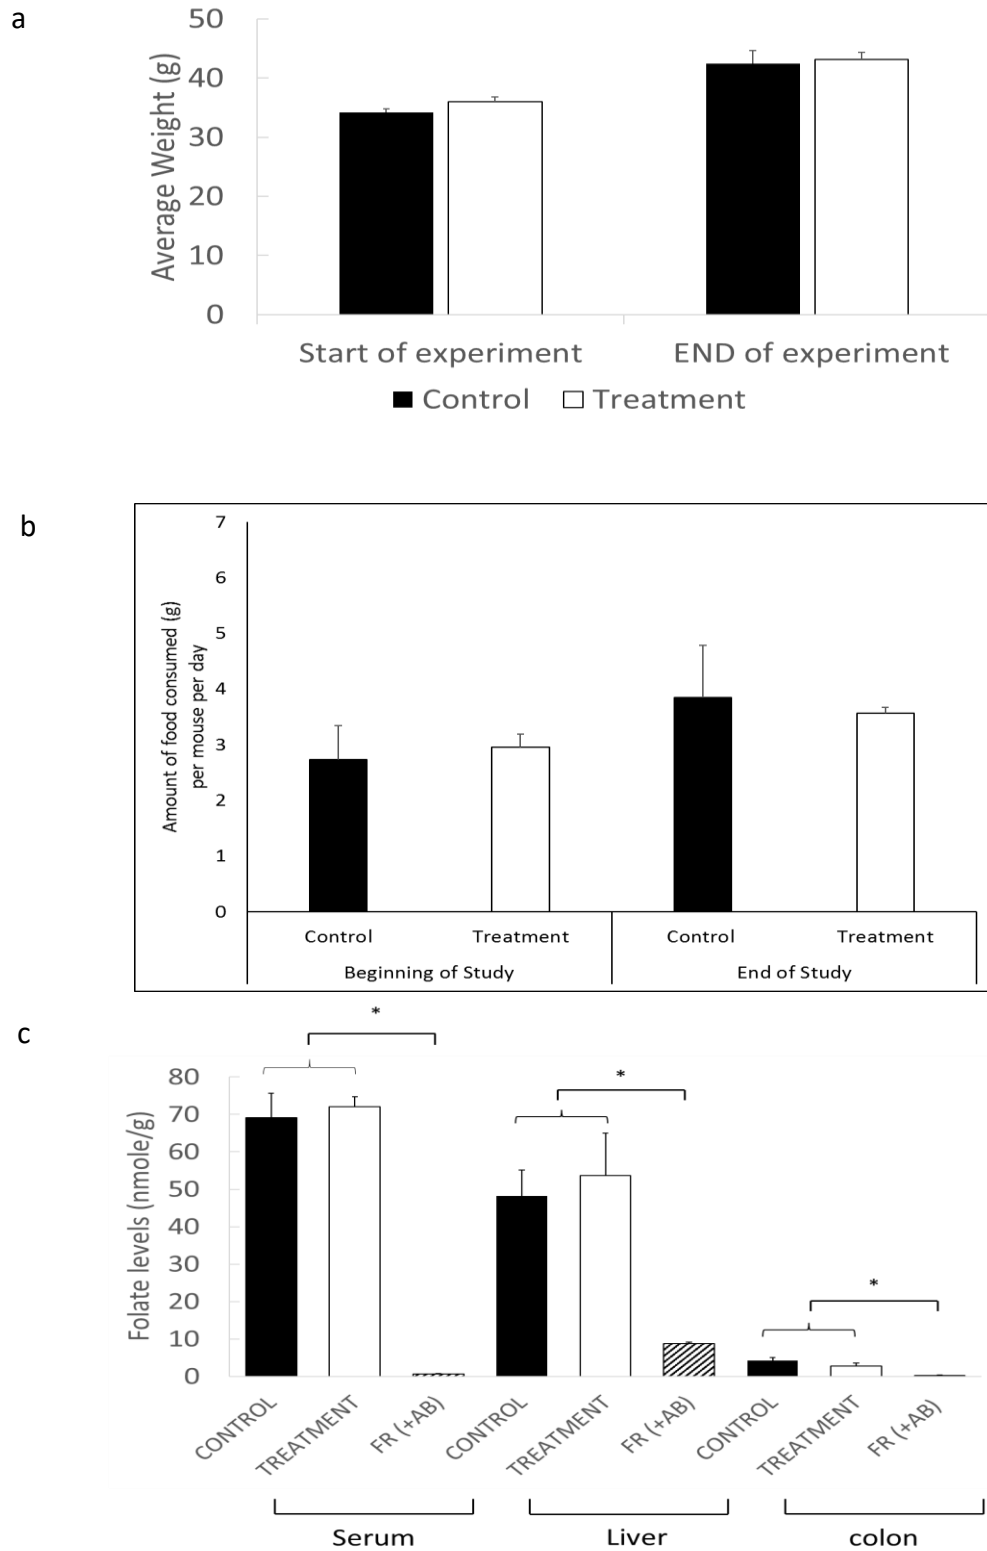 a
50
40
30
20
10
0
Average Weight (g)
Start of experiment
END of experiment
Control
Treatment
b
7
6
5
4
3
2
1
0
Amount of food consumed (g)
per mouse per day
Control
Treatment
Control
Treatment
Beginning of Study
End of Study
c
*
*
*
80
70
60
50
40
30
20
10
0
Folate levels (nmole/g)
CONTROL
TREATMENT
FR (+AB)
CONTROL
TREATMENT
FR (+AB)
CONTROL
TREATMENT
FR (+AB)
Serum
Liver
colon